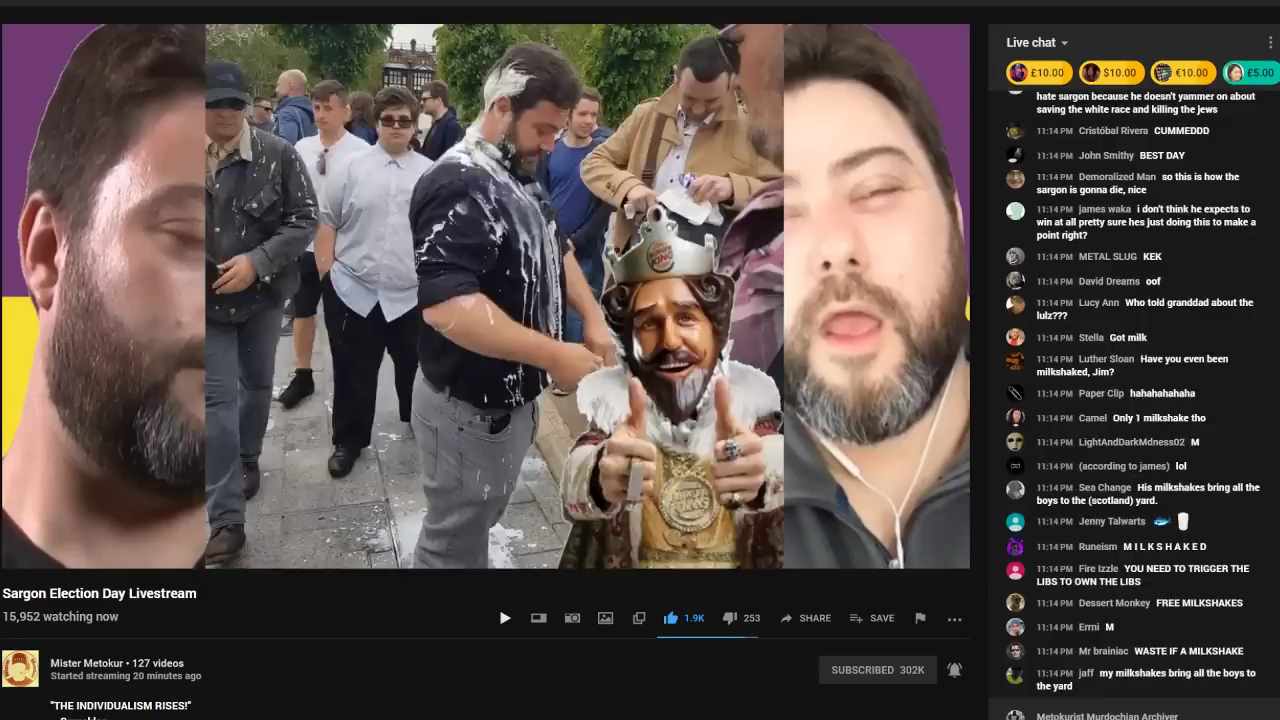 Live chat
£10.00 $10.00 €10.00 £5.00
hate sargon because he doesn't yammer on about
saving the white race and killing the jews
11:14 PM Cristóbal Rivera CUMMEDDD
11:14 PM John Smithy BEST DAY
11:14 PM Demoralized Man so this is how the
sargon is gonna die, nice
11:14 PM james waka i don't think he expects to
win at all pretty sure hes just doing this to make a
point right?
11:14 PM METAL SLUG KEK
11:14 PM David Dreams oof
11:14 PM Lucy Ann Who told granddad about the
lulz???
11:14 PM Stella Got milk
11:14 PM Luther Sloan Have you even been
milkshaked, Jim?
11:14 PM Paper Clip hahahahahaha
11:14 PM Camel Only 1 milkshake tho
11:14 PM LightAndDarkMdness02 M
11:14 PM (according to james) lol
11:14 PM Sea Change His milkshakes bring all the
boys to the (scotland) yard.
11:14 PM Jenny Talwarts 🐟 🥛
11:14 PM Runeism M I L K S H A K E D
11:14 PM Fire Izzle YOU NEED TO TRIGGER THE
LIBS TO OWN THE LIBS
11:14 PM Dessert Monkey FREE MILKSHAKES
11:14 PM Errni M
11:14 PM Mr brainiac WASTE IF A MILKSHAKE
11:14 PM jaff my milkshakes bring all the boys to
the yard
Metokurist Murdochian Archiver
Sargon Election Day Livestream
15,952 watching now
1.9K 253 SHARE SAVE
Mister Metokur • 127 videos
Started streaming 20 minutes ago
SUBSCRIBED 302K
"THE INDIVIDUALISM RISES!"